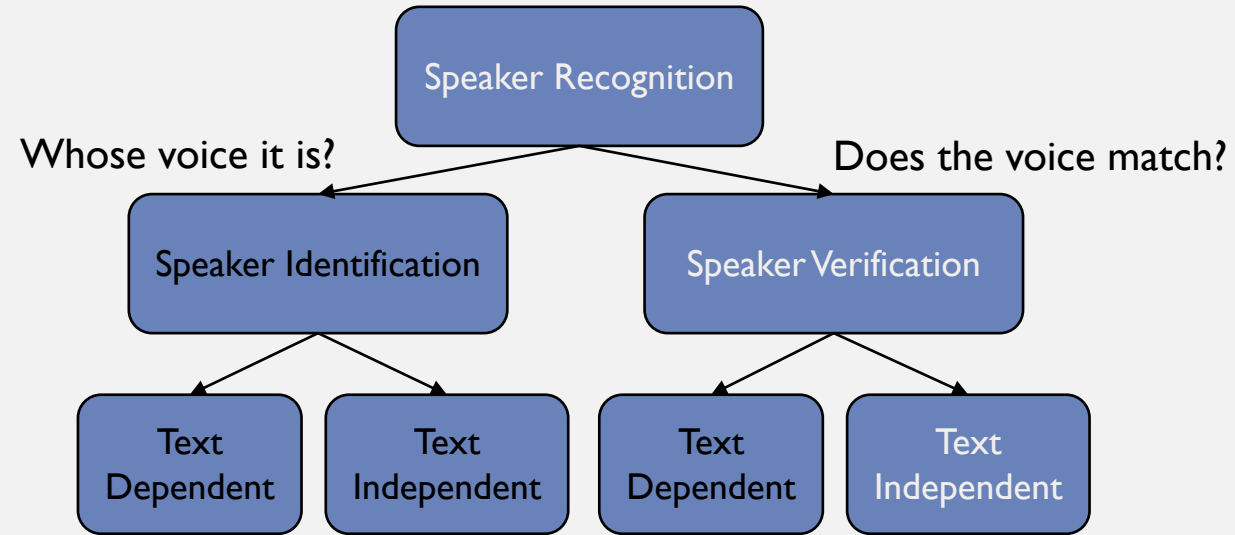 Speaker Recognition
Whose voice it is?
Does the voice match?
Speaker Identification
Speaker Verification
Text
Dependent
Text
Independent
Text
Dependent
Text
Independent